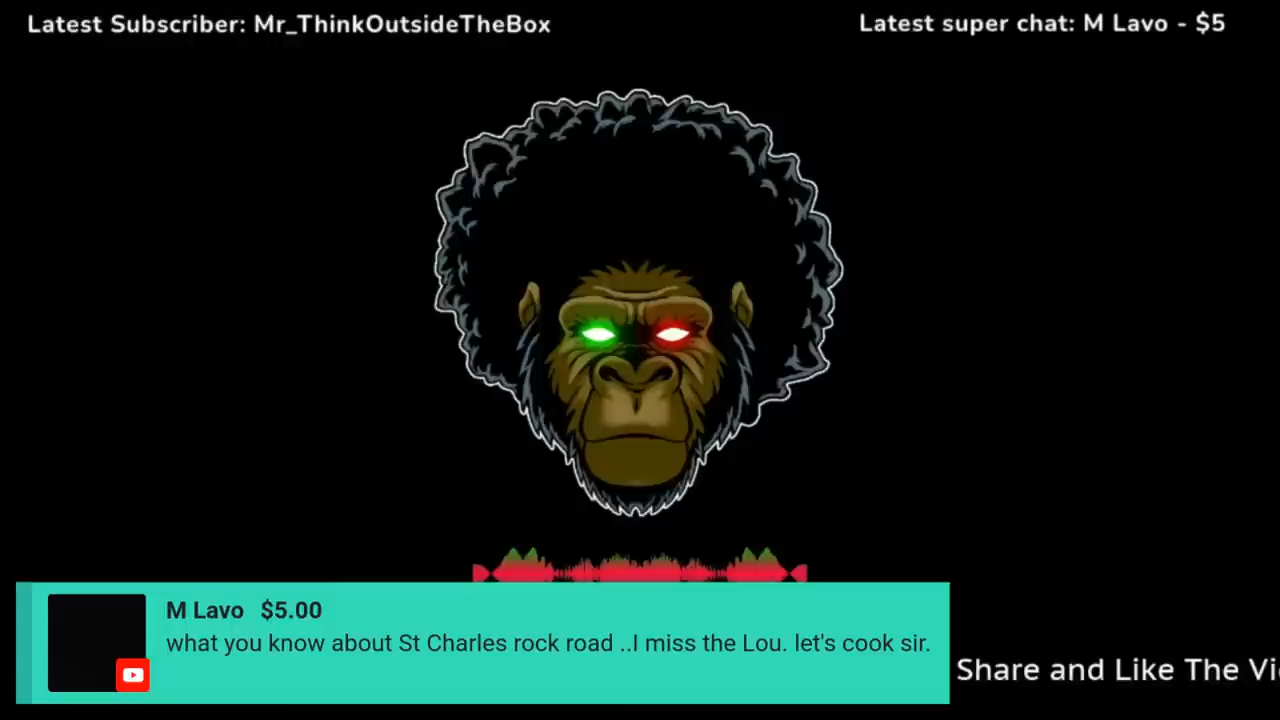 Latest Subscriber: Mr_ThinkOutsideTheBox
Latest super chat: M Lavo - $5
M Lavo $5.00
what you know about St Charles rock road ..I miss the Lou. let's cook sir.
Share and Like The